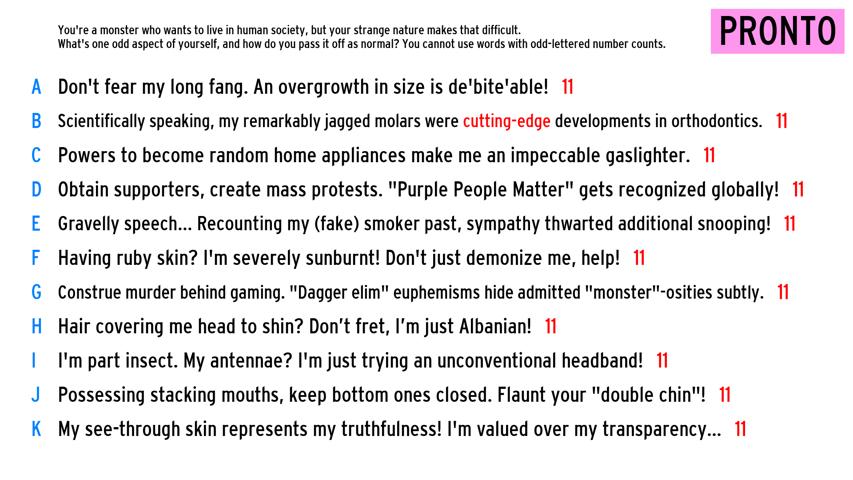 You're a monster who wants to live in human society, but your strange nature makes that difficult.
What's one odd aspect of yourself, and how do you pass it off as normal? You cannot use words with odd-lettered number counts.
PRONTO
A Don't fear my long fang. An overgrowth in size is de'bite'able! 11
B Scientifically speaking, my remarkably jagged molars were cutting-edge developments in orthodontics. 11
C Powers to become random home appliances make me an impeccable gaslighter. 11
D Obtain supporters, create mass protests. "Purple People Matter" gets recognized globally! 11
E Gravelly speech... Recounting my (fake) smoker past, sympathy thwarted additional snooping! 11
F Having ruby skin? I'm severely sunburnt! Don't just demonize me, help! 11
G Construe murder behind gaming. "Dagger elim" euphemisms hide admitted "monster"-osities subtly. 11
H Hair covering me head to shin? Don’t fret, I’m just Albanian! 11
I I'm part insect. My antennae? I'm just trying an unconventional headband! 11
J Possessing stacking mouths, keep bottom ones closed. Flaunt your "double chin"! 11
K My see-through skin represents my truthfulness! I'm valued over my transparency... 11